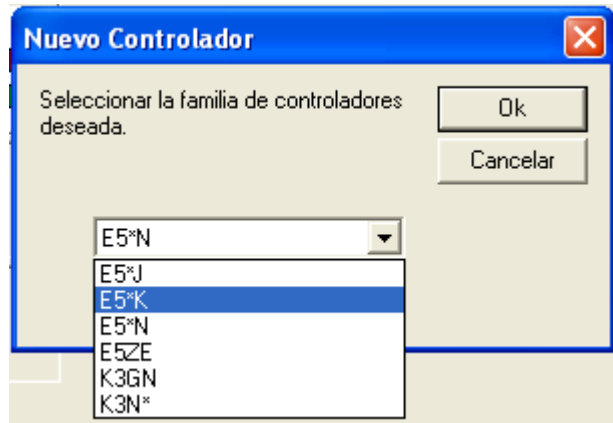 Nuevo Controlador
Seleccionar la familia de controladores
deseada.
Ok
Cancelar
E5*N
E5*J
E5*K
E5*N
E5ZE
K3GN
K3N*